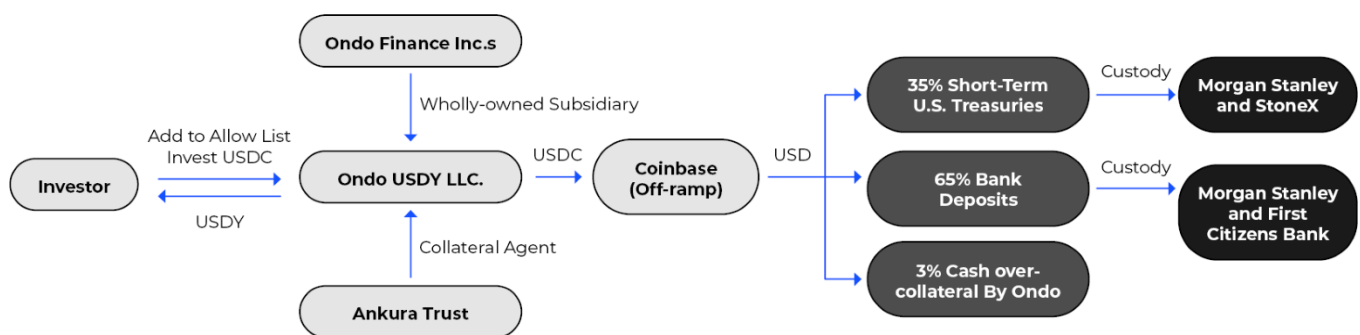 Ondo Finance Inc.s
Wholly-owned Subsidiary
Investor
Add to Allow List
Invest USDC
USDY
Ondo USDY LLC.
Collateral Agent
Ankura Trust
USDC
Coinbase
(Off-ramp)
USD
35% Short-Term
U.S. Treasuries
Custody
Morgan Stanley
and StoneX
65% Bank
Deposits
Custody
Morgan Stanley
and First
Citizens Bank
3% Cash over-
collateral By Ondo